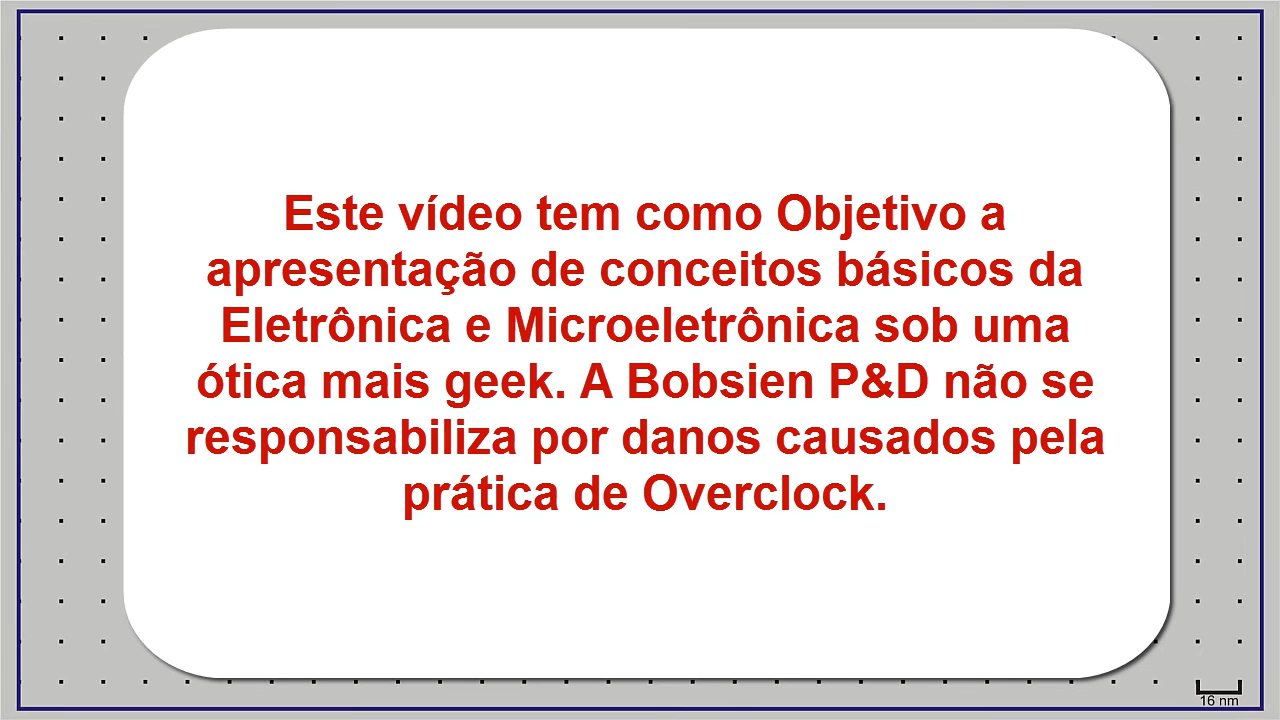 Este vídeo tem como Objetivo a
apresentação de conceitos básicos da
Eletrônica e Microeletrônica sob uma
ótica mais geek. A Bobsien P&D não se
responsabiliza por danos causados pela
prática de Overclock.
16 nm